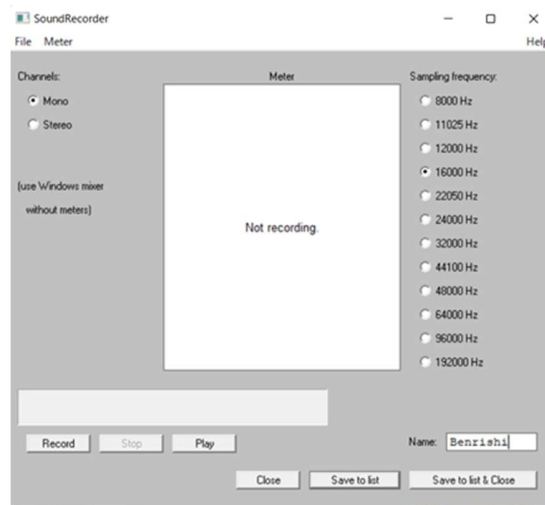 SoundRecorder
File Meter Help
Channels:
Mono
Stereo
(use Windows mixer
without meters)
Meter
Not recording.
Sampling frequency:
8000 Hz
11025 Hz
12000 Hz
16000 Hz
22050 Hz
24000 Hz
32000 Hz
44100 Hz
48000 Hz
64000 Hz
96000 Hz
192000 Hz
Record Stop Play
Name: Benrishi
Close Save to list Save to list & Close